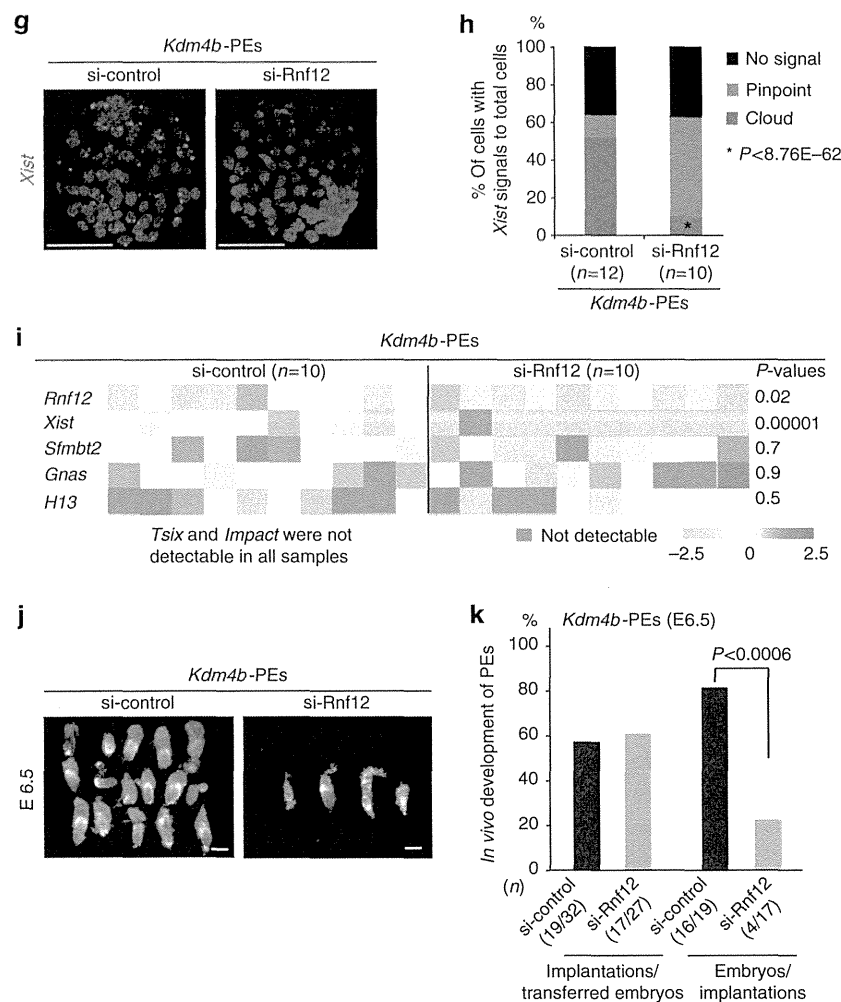 g
Kdm4b-PEs
si-control si-Rnf12
Xist
h
%
100
80
60
40
20
0
% Of cells with
Xist signals to total cells
No signal
Pinpoint
Cloud
* P<8.76E–62
*
si-control si-Rnf12
(n=12) (n=10)
Kdm4b-PEs
i
Kdm4b-PEs
si-control (n=10) si-Rnf12 (n=10) P-values
Rnf12 0.02
Xist 0.00001
Sfmbt2 0.7
Gnas 0.9
H13 0.5
Tsix and Impact were not
detectable in all samples
Not detectable
–2.5 0 2.5
j
Kdm4b-PEs
si-control si-Rnf12
E 6.5
k
% Kdm4b-PEs (E6.5)
100
80
60
40
20
0
In vivo development of PEs
P<0.0006
(n)
si-control
(19/32)
si-Rnf12
(17/27)
si-control
(16/19)
si-Rnf12
(4/17)
Implantations/
transferred embryos
Embryos/
implantations